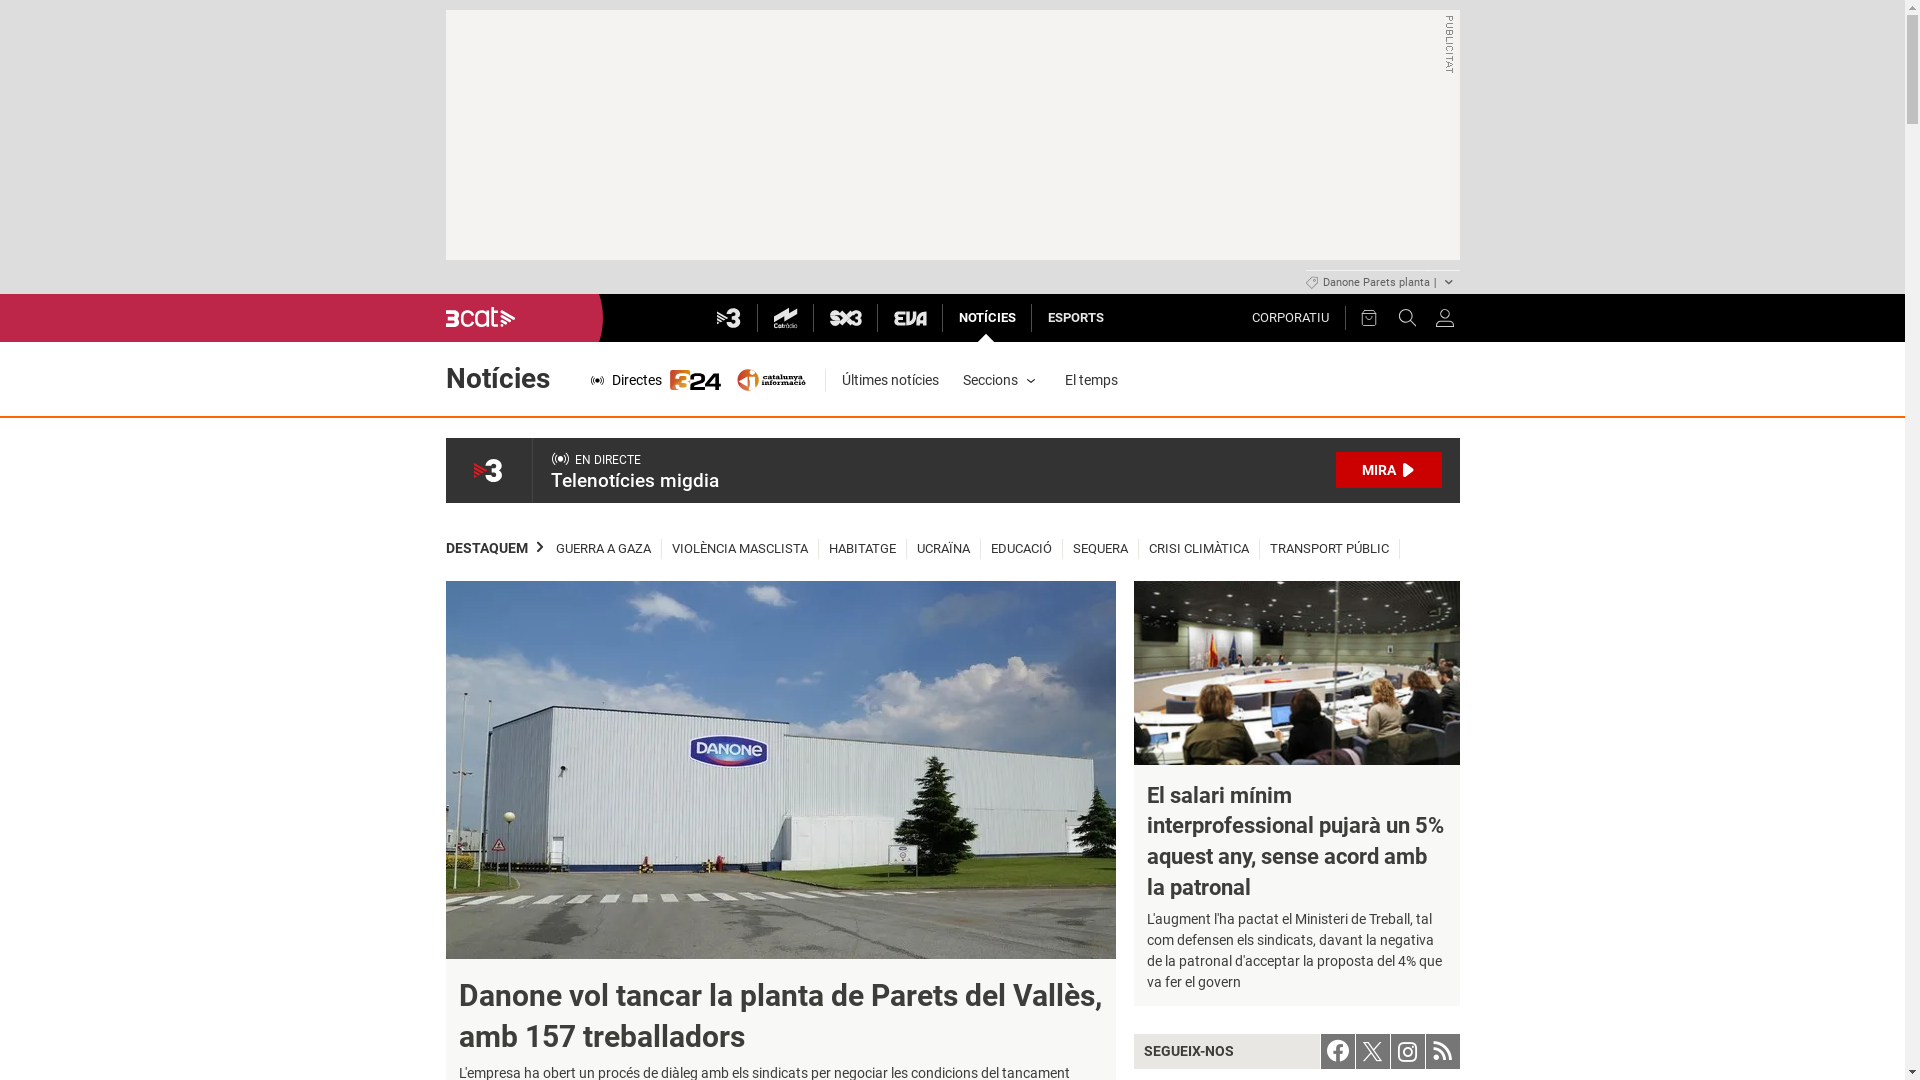 PUBLICITAT
Danone Parets planta |
3cat
3
Catràdio
SX3
EVA
NOTÍCIES
ESPORTS
CORPORATIU
Notícies
Directes
324
catalunya
informació
Últimes notícies
Seccions
El temps
3
EN DIRECTE
Telenotícies migdia
MIRA
DESTAQUEM
GUERRA A GAZA
VIOLÈNCIA MASCLISTA
HABITATGE
UCRAÏNA
EDUCACIÓ
SEQUERA
CRISI CLIMÀTICA
TRANSPORT PÚBLIC
DANONE
Danone vol tancar la planta de Parets del Vallès,
amb 157 treballadors
L'empresa ha obert un procés de diàleg amb els sindicats per negociar les condicions del tancament
El salari mínim
interprofessional pujarà un 5%
aquest any, sense acord amb
la patronal
L'augment l'ha pactat el Ministeri de Treball, tal
com defensen els sindicats, davant la negativa
de la patronal d'acceptar la proposta del 4% que
va fer el govern
SEGUEIX-NOS